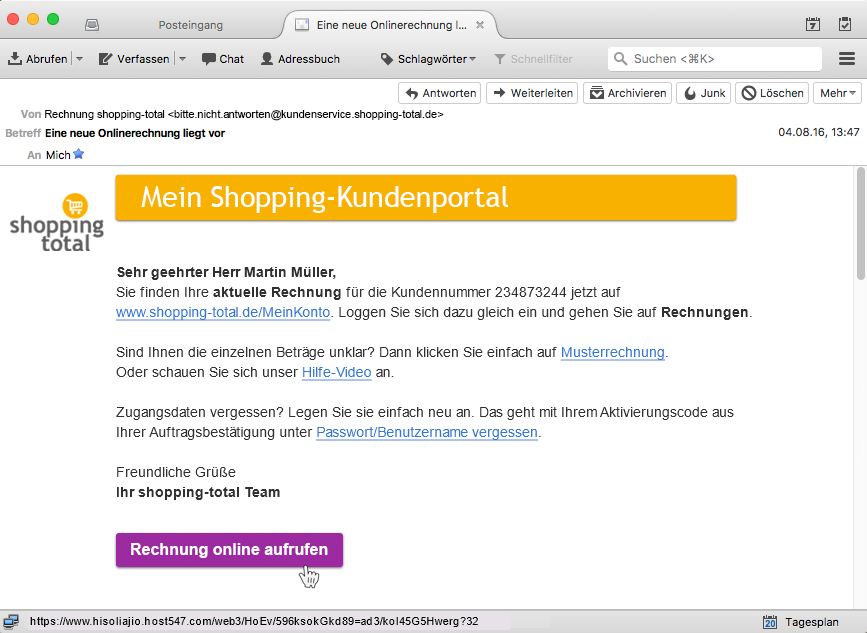 Posteingang
Eine neue Onlinerechnung l...
Abrufen Verfassen Chat Adressbuch Schlagwörter Schnellfilter Suchen <⌘K>
Antworten Weiterleiten Archivieren Junk Löschen Mehr
Von Rechnung shopping-total <bitte.nicht.antworten@kundenservice.shopping-total.de>
Betreff Eine neue Onlinerechnung liegt vor 04.08.16, 13:47
An Mich
Mein Shopping-Kundenportal
shopping
total
Sehr geehrter Herr Martin Müller,
Sie finden Ihre aktuelle Rechnung für die Kundennummer 234873244 jetzt auf
www.shopping-total.de/MeinKonto. Loggen Sie sich dazu gleich ein und gehen Sie auf Rechnungen.
Sind Ihnen die einzelnen Beträge unklar? Dann klicken Sie einfach auf Musterrechnung.
Oder schauen Sie sich unser Hilfe-Video an.
Zugangsdaten vergessen? Legen Sie sie einfach neu an. Das geht mit Ihrem Aktivierungscode aus
Ihrer Auftragsbestätigung unter Passwort/Benutzername vergessen.
Freundliche Grüße
Ihr shopping-total Team
Rechnung online aufrufen
https://www.hisoliajio.host547.com/web3/HoEv/596ksokGkd89=ad3/kol45G5Hwerg?32
20 Tagesplan